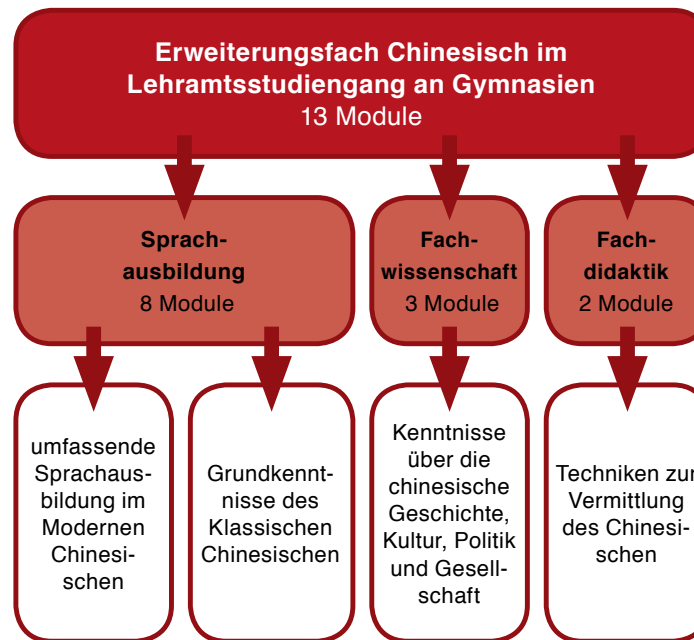 Erweiterungsfach Chinesisch im
Lehramtsstudiengang an Gymnasien
13 Module
Sprach-
ausbildung
8 Module
Fach-
wissenschaft
3 Module
Fach-
didaktik
2 Module
umfassende
Sprachaus-
bildung im
Modernen
Chinesi-
schen
Grundkennt-
nisse des
Klassischen
Chinesischen
Kenntnisse
über die
chinesische
Geschichte,
Kultur, Politik
und Gesell-
schaft
Techniken zur
Vermittlung
des Chinesi-
schen